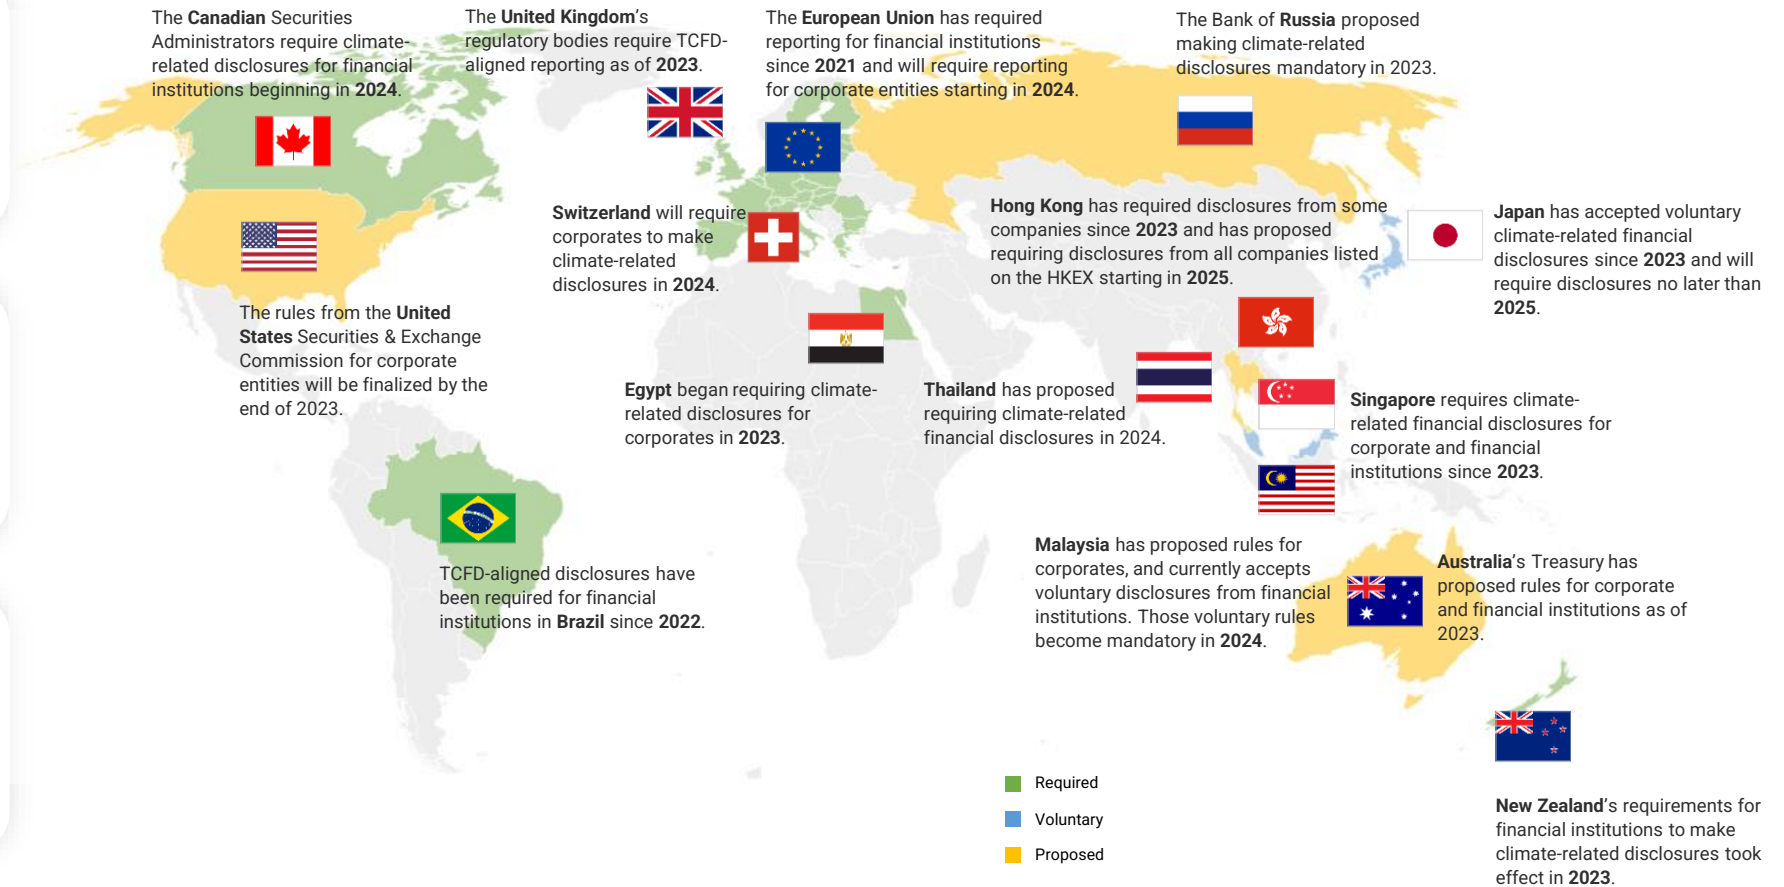 The Canadian Securities
Administrators require climate-
related disclosures for financial
institutions beginning in 2024.
The United Kingdom's
regulatory bodies require TCFD-
aligned reporting as of 2023.
The European Union has required
reporting for financial institutions
since 2021 and will require reporting
for corporate entities starting in 2024.
The Bank of Russia proposed
making climate-related
disclosures mandatory in 2023.
Switzerland will require
corporates to make
climate-related
disclosures in 2024.
Hong Kong has required disclosures from some
companies since 2023 and has proposed
requiring disclosures from all companies listed
on the HKEX starting in 2025.
Japan has accepted voluntary
climate-related financial
disclosures since 2023 and will
require disclosures no later than
2025.
The rules from the United
States Securities & Exchange
Commission for corporate
entities will be finalized by the
end of 2023.
Egypt began requiring climate-
related disclosures for
corporates in 2023.
Thailand has proposed
requiring climate-related
financial disclosures in 2024.
Singapore requires climate-
related financial disclosures for
corporate and financial
institutions since 2023.
TCFD-aligned disclosures have
been required for financial
institutions in Brazil since 2022.
Malaysia has proposed rules for
corporates, and currently accepts
voluntary disclosures from financial
institutions. Those voluntary rules
become mandatory in 2024.
Australia's Treasury has
proposed rules for corporate
and financial institutions as of
2023.
Required
Voluntary
Proposed
New Zealand's requirements for
financial institutions to make
climate-related disclosures took
effect in 2023.